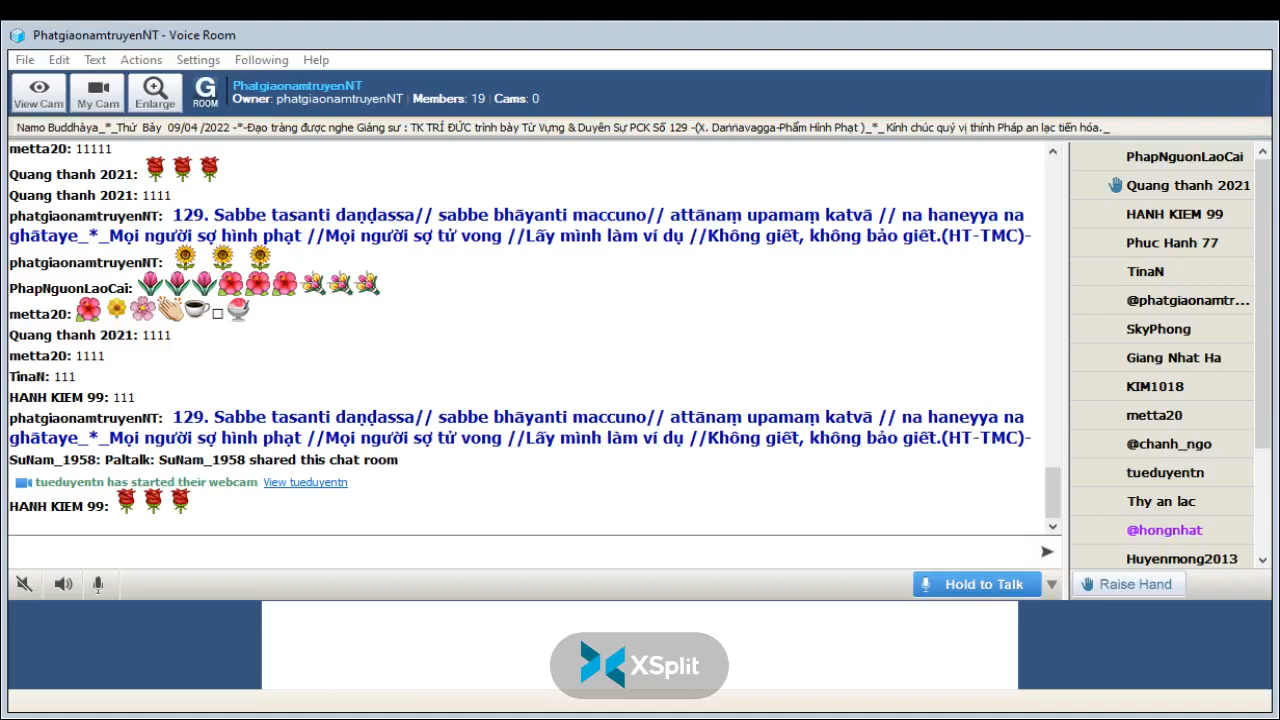 PhatgiaonamtruyenNT - Voice Room
File Edit Text Actions Settings Following Help
View Cam
My Cam
Enlarge
G
ROOM
PhatgiaonamtruyenNT
Owner: phatgiaonamtruyenNT | Members: 19 | Cams: 0
Namo Buddhàya_*_Thứ Bảy 09/04 /2022 -*-Đạo tràng được nghe Giảng sư : TK TRÍ ĐỨC trình bày Từ Vựng & Duyên Sự PCK Số 129 -(X. Daṇḍavagga-Phẩm Hình Phạt )_*_ Kính chúc quý vị thính Pháp an lạc tiến hóa._
metta20: 11111
Quang thanh 2021:
Quang thanh 2021: 1111
phatgiaonamtruyenNT: 129. Sabbe tasanti daṇḍassa// sabbe bhāyanti maccuno// attānaṃ upamaṃ katvā // na haneyya na
ghātaye_*_Mọi người sợ hình phạt //Mọi người sợ tử vong //Lấy mình làm ví dụ //Không giết, không bảo giết.(HT-TMC)-
phatgiaonamtruyenNT:
PhapNguonLaoCai:
metta20:
Quang thanh 2021: 1111
metta20: 1111
TinaN: 111
HANH KIEM 99: 111
phatgiaonamtruyenNT: 129. Sabbe tasanti daṇḍassa// sabbe bhāyanti maccuno// attānaṃ upamaṃ katvā // na haneyya na
ghātaye_*_Mọi người sợ hình phạt //Mọi người sợ tử vong //Lấy mình làm ví dụ //Không giết, không bảo giết.(HT-TMC)-
SuNam_1958: Paltalk: SuNam_1958 shared this chat room
tueduyentn has started their webcam View tueduyentn
HANH KIEM 99:
PhapNguonLaoCai
Quang thanh 2021
HANH KIEM 99
Phuc Hanh 77
TinaN
@phatgiaonamtr...
SkyPhong
Giang Nhat Ha
KIM1018
metta20
@chanh_ngo
tueduyentn
Thy an lac
@hongnhat
Huyenmong2013
Hold to Talk
Raise Hand
XSplit